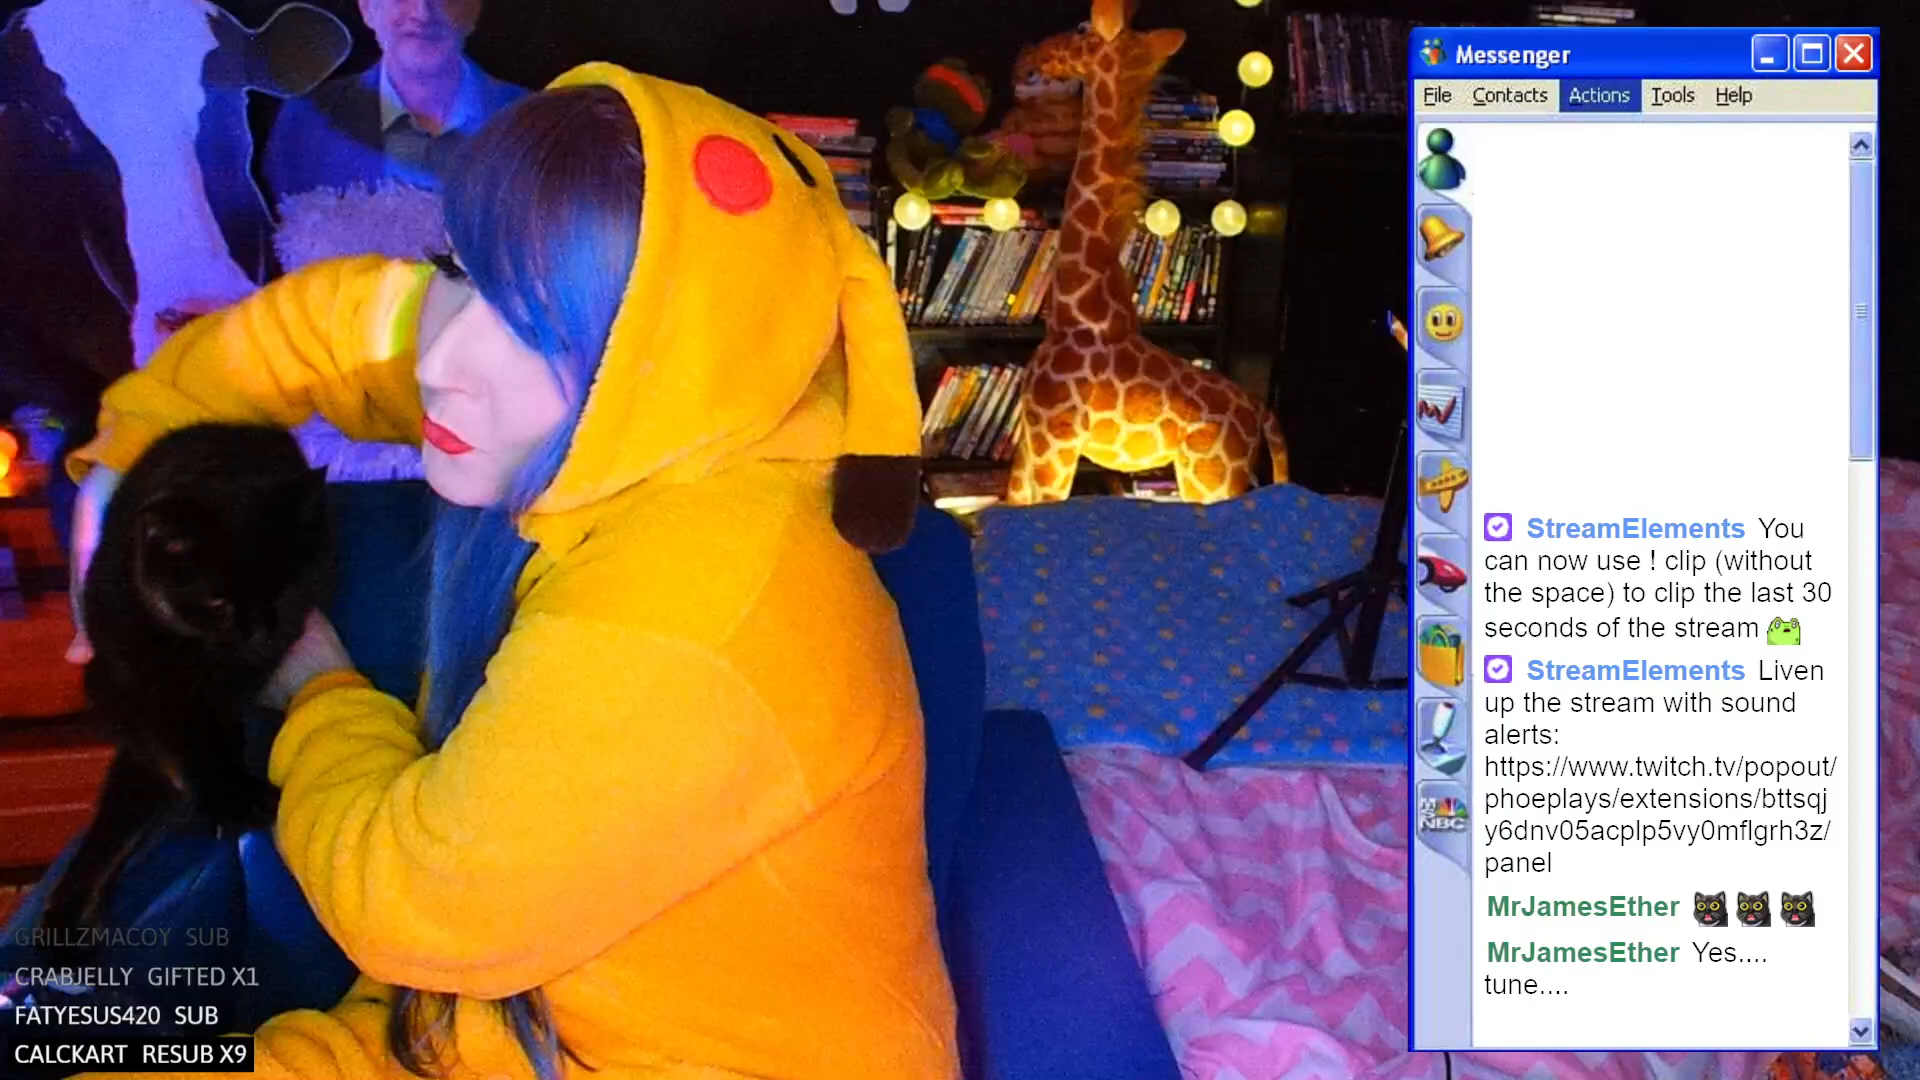 Messenger
File Contacts Actions Tools Help
StreamElements You
can now use ! clip (without
the space) to clip the last 30
seconds of the stream
StreamElements Liven
up the stream with sound
alerts:
https://www.twitch.tv/popout/
phoeplays/extensions/bttsqj
y6dnv05acplp5vy0mflgrh3z/
panel
MrJamesEther
MrJamesEther Yes....
tune....
MSNBC
GRILLZMACOY SUB
CRABJELLY GIFTED X1
FATYESUS420 SUB
CALCKART RESUB X9